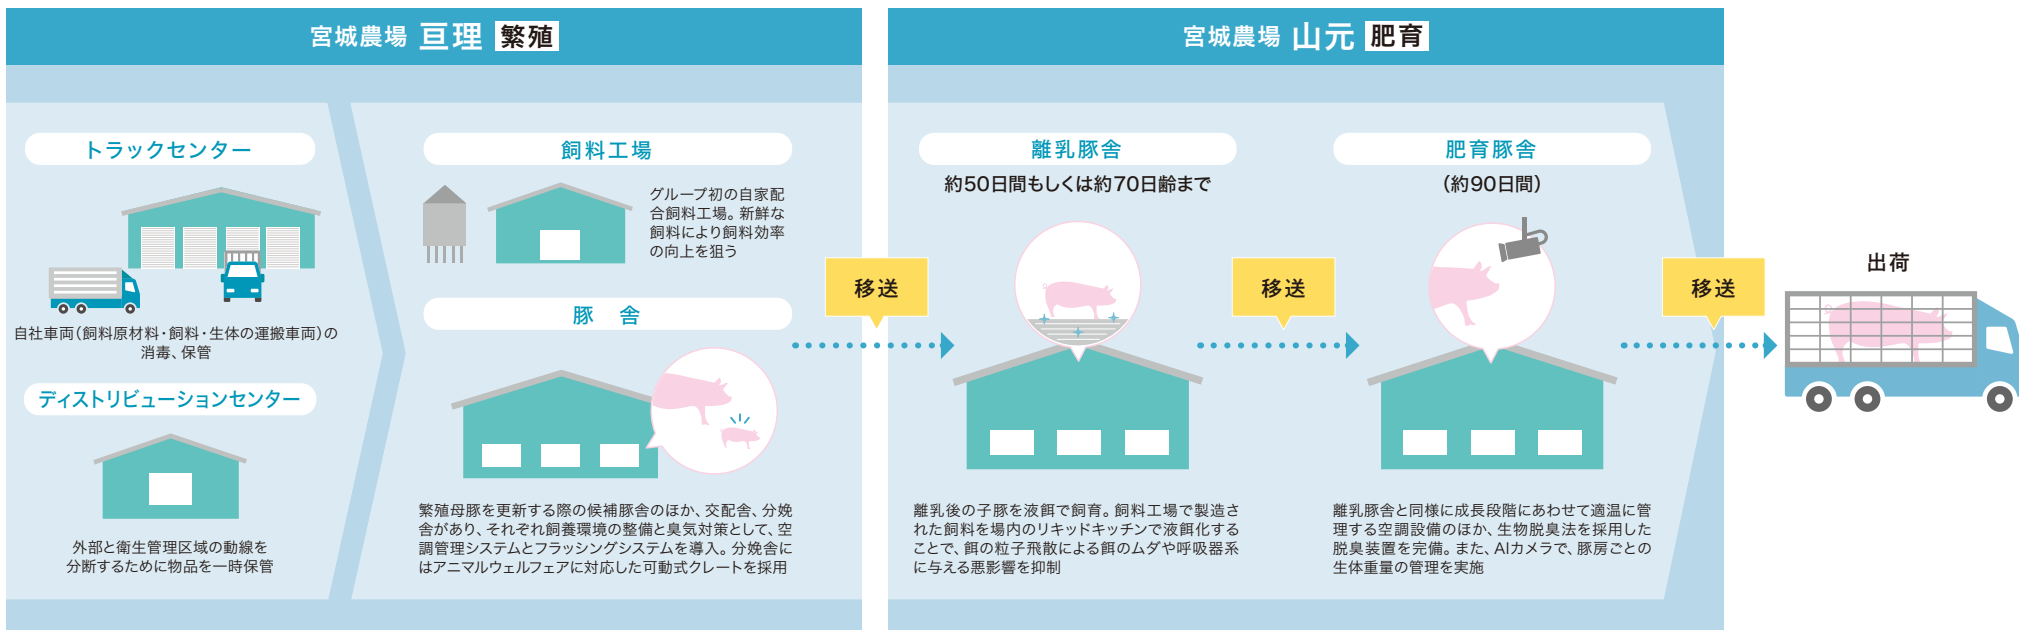 宮城農場 亘理 繁殖
トラックセンター
自社車両(飼料原材料・飼料・生体の運搬車両)の
消毒、保管
ディストリビューションセンター
外部と衛生管理区域の動線を
分断するために物品を一時保管
飼料工場
グループ初の自家配
合飼料工場。新鮮な
飼料により飼料効率
の向上を狙う
豚 舎
繁殖母豚を更新する際の候補豚舎のほか、交配舎、分娩
舎があり、それぞれ飼養環境の整備と臭気対策として、空
調管理システムとフラッシングシステムを導入。分娩舎に
はアニマルウェルフェアに対応した可動式クレートを採用
移送
宮城農場 山元 肥育
離乳豚舎
約50日間もしくは約70日齢まで
離乳後の子豚を液餌で飼育。飼料工場で製造さ
れた飼料を場内のリキッドキッチンで液餌化する
ことで、餌の粒子飛散による餌のムダや呼吸器系
に与える悪影響を抑制
移送
肥育豚舎
(約90日間)
離乳豚舎と同様に成長段階にあわせて適温に管
理する空調設備のほか、生物脱臭法を採用した
脱臭装置を完備。また、AIカメラで、豚房ごとの
生体重量の管理を実施
移送
出荷